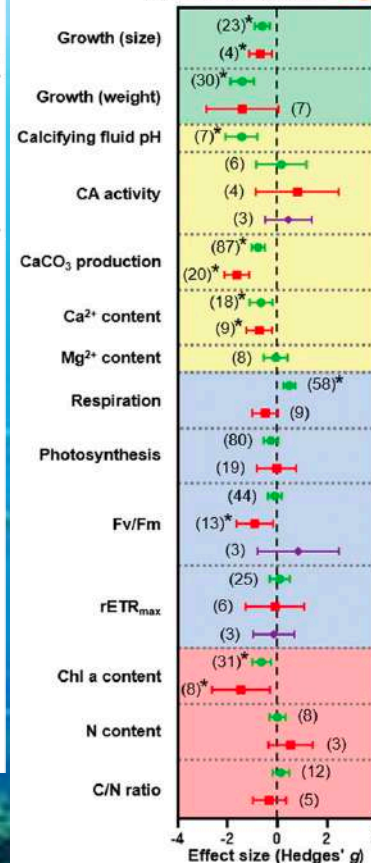 Growth (size)
(23)*
(4)*
Growth (weight)
(30)*
(7)
Calcifying fluid pH
(7)*
CA activity
(6)
(4)
(3)
CaCO₃ production
(87)*
(20)*
Ca²⁺ content
(18)*
(9)*
Mg²⁺ content
(8)
Respiration
(58)*
(9)
Photosynthesis
(80)
(19)
Fv/Fm
(44)
(13)*
(3)
rETRmax
(25)
(6)
(3)
Chl a content
(31)*
(8)*
N content
(8)
(3)
C/N ratio
(12)
(5)
-4 -2 0 2
Effect size (Hedges' g)